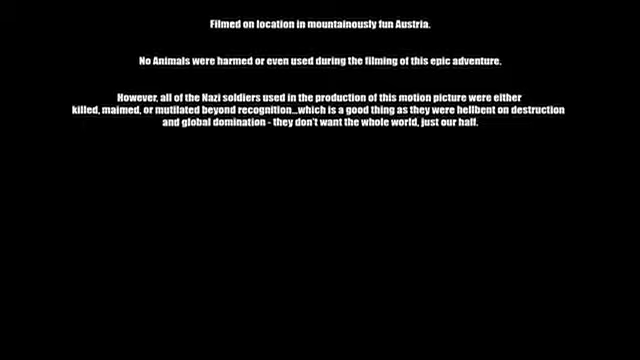 Filmed on location in mountainously fun Austria.
No Animals were harmed or even used during the filming of this epic adventure.
However, all of the Nazi soldiers used in the production of this motion picture were either
killed, maimed, or mutilated beyond recognition...which is a good thing as they were hellbent on destruction
and global domination - they don't want the whole world, just our half.